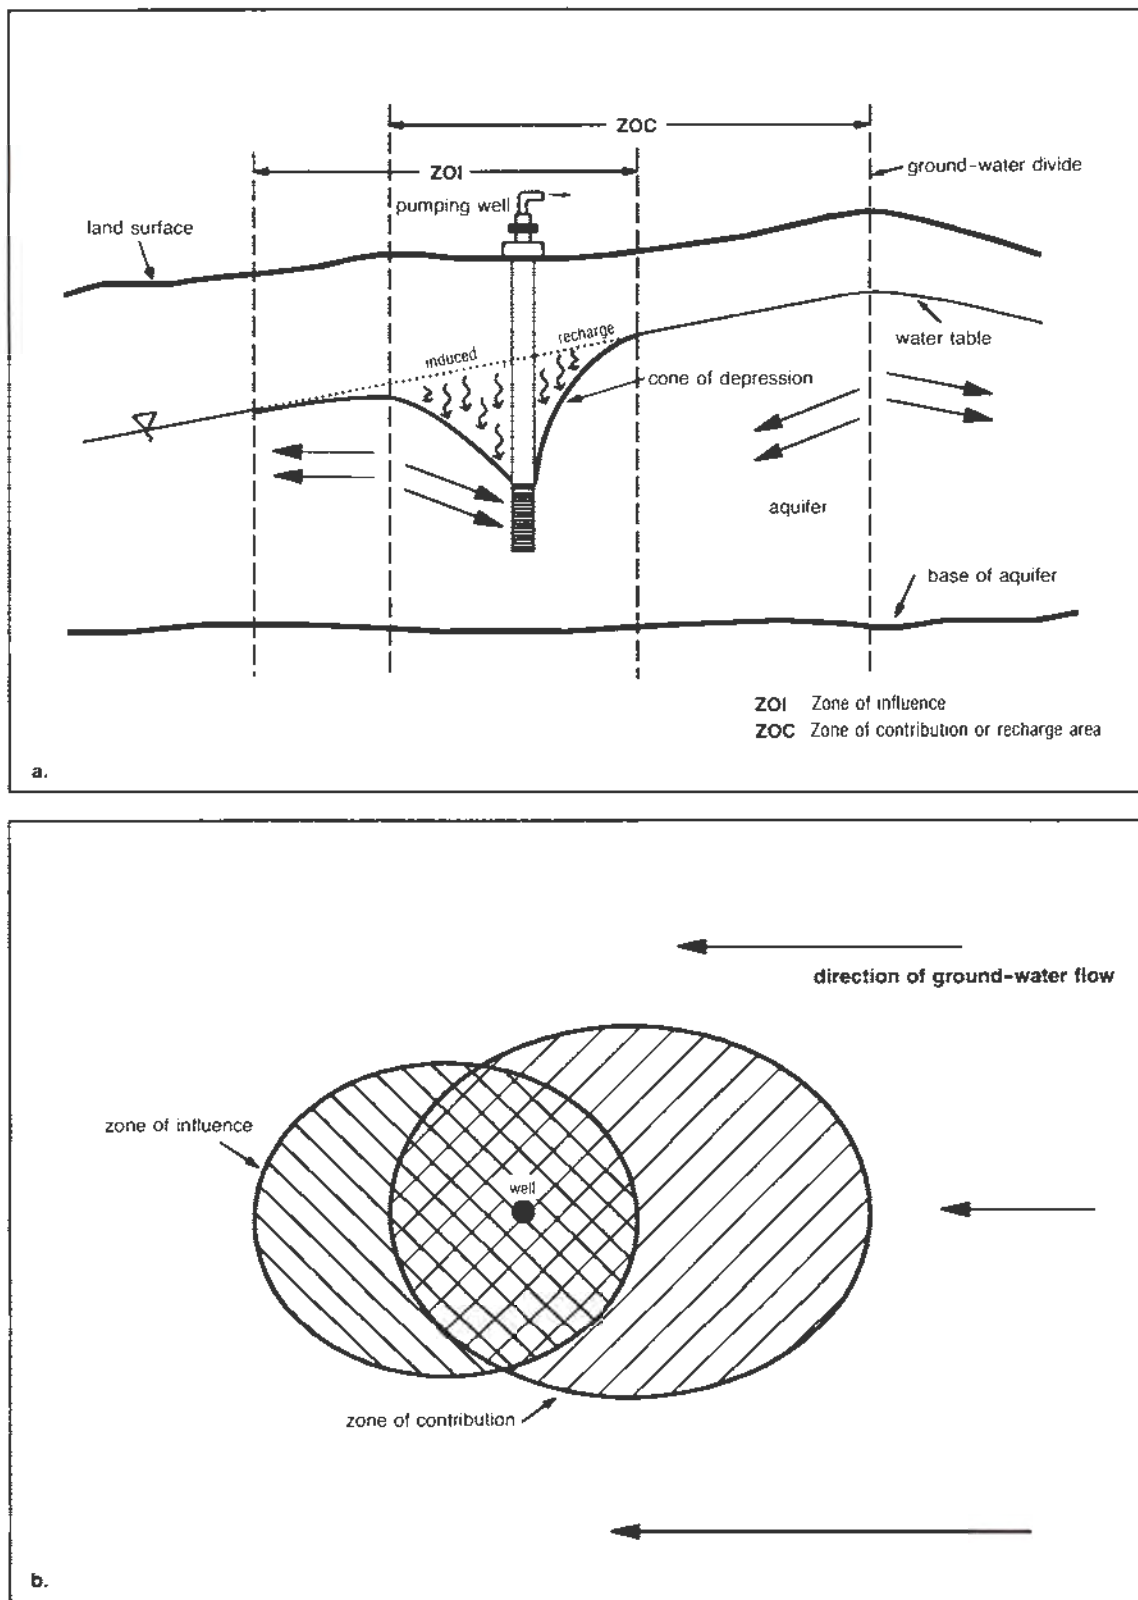 ZOC
ground-water divide
ZOI
pumping well
land surface
recharge
induced
water table
cone of depression
aquifer
base of aquifer
ZOI Zone of influence
ZOC Zone of contribution or recharge area
a.
direction of ground-water flow
zone of influence
well
zone of contribution
b.